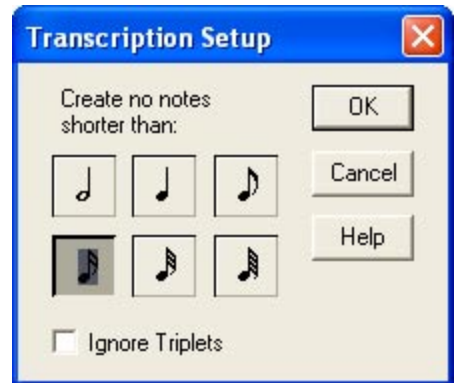 Transcription Setup
Create no notes
shorter than:
OK
Cancel
Help
Ignore Triplets